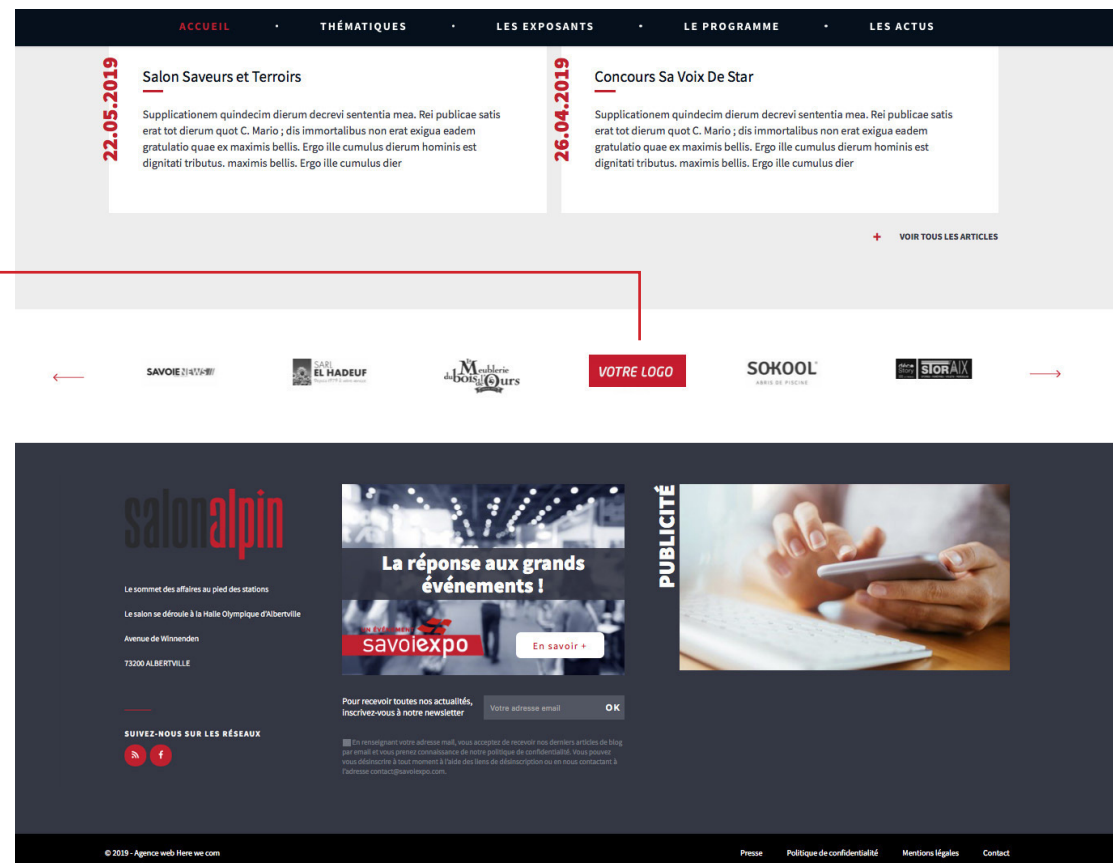 ACCUEIL • THÉMATIQUES • LES EXPOSANTS • LE PROGRAMME • LES ACTUS
22.05.2019
Salon Saveurs et Terroirs
Supplicationem quindecim dierum decrevi sententia mea. Rei publicae satis
erat tot dierum quot C. Mario ; dis immortalibus non erat exigua eadem
gratulatio quae ex maximis bellis. Ergo ille cumulus dierum hominis est
dignitati tributus. maximis bellis. Ergo ille cumulus dier
26.04.2019
Concours Sa Voix De Star
Supplicationem quindecim dierum decrevi sententia mea. Rei publicae satis
erat tot dierum quot C. Mario ; dis immortalibus non erat exigua eadem
gratulatio quae ex maximis bellis. Ergo ille cumulus dierum hominis est
dignitati tributus. maximis bellis. Ergo ille cumulus dier
+ VOIR TOUS LES ARTICLES
SAVOIE NEWS
SARL
EL HADEUF
la Meublerie
du bois d'Ours
VOTRE LOGO
SOKOOL
ABRIS DE PISCINE
Story
STORAIX
salonalpin
Le sommet des affaires au pied des stations
Le salon se déroule à la Halle Olympique d'Albertville
Avenue de Winnenden
73200 ALBERTVILLE
SUIVEZ-NOUS SUR LES RÉSEAUX
La réponse aux grands
événements !
UN ÉVÉNEMENT
savoiexpo
En savoir +
Pour recevoir toutes nos actualités,
inscrivez-vous à notre newsletter
Votre adresse email OK
En renseignant votre adresse mail, vous acceptez de recevoir nos derniers articles de blog
par email et vous prenez connaissance de notre politique de confidentialité. Vous pouvez
vous désinscrire à tout moment à l'aide des liens de désinscription ou en nous contactant à
l'adresse contact@savoiexpo.com.
PUBLICITÉ
© 2019 - Agence web Here we com
Presse Politique de confidentialité Mentions légales Contact